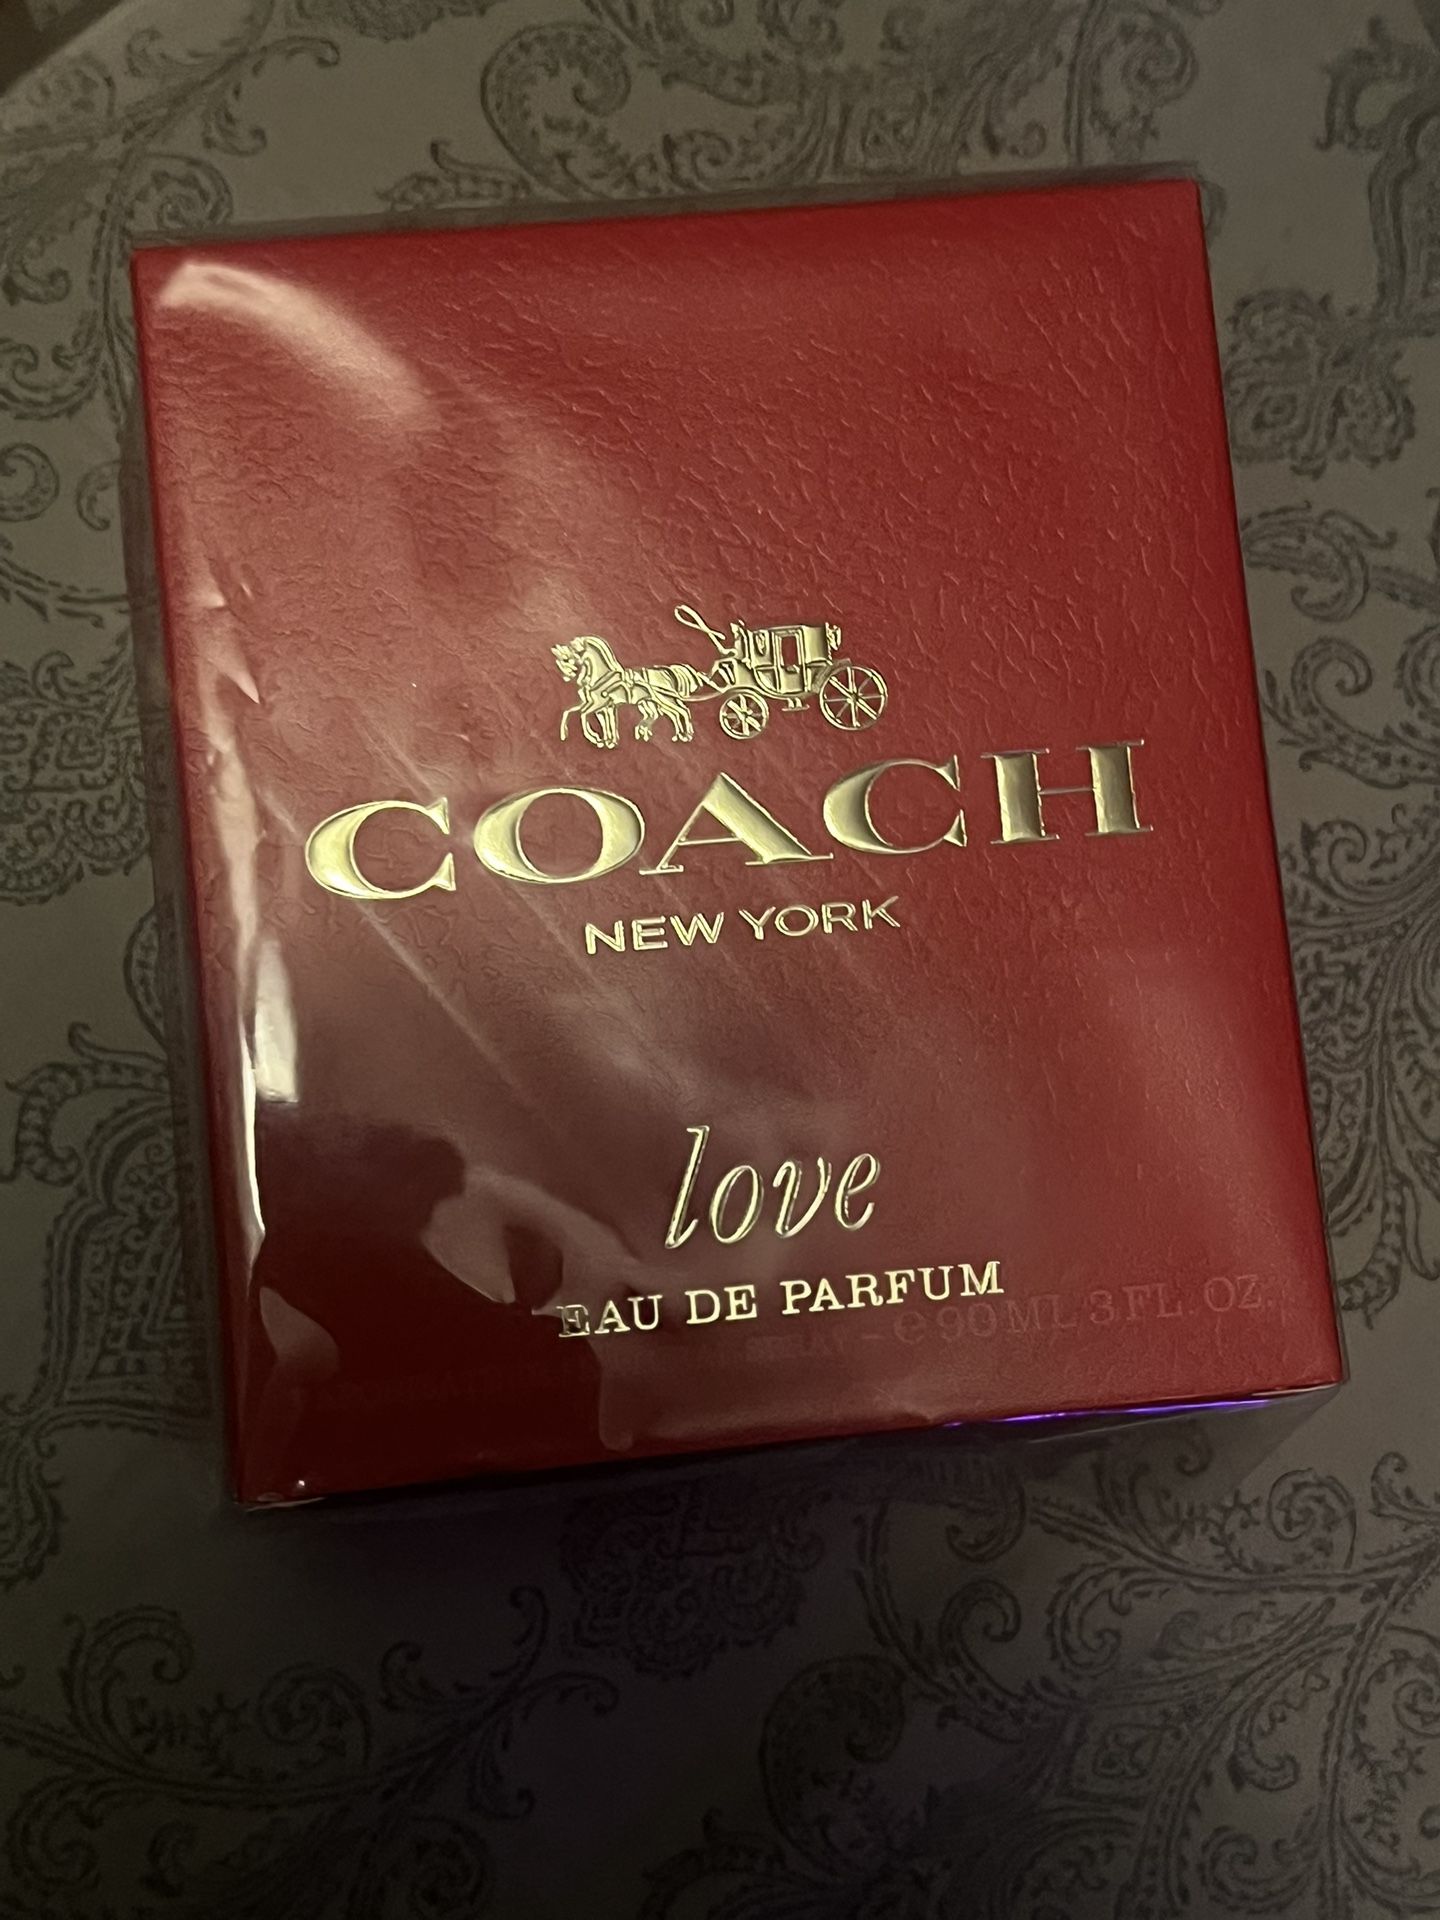 COACH
NEW YORK
love
EAU DE PARFUM
e 90ML 3FL. OZ